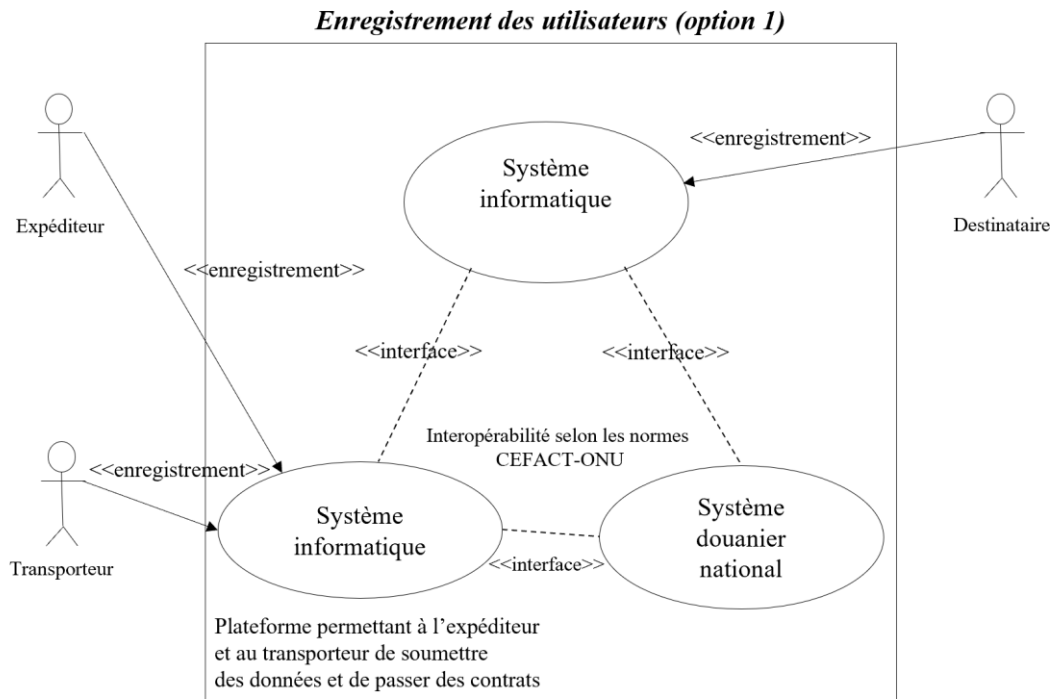 Enregistrement des utilisateurs (option 1)
<<enregistrement>>
Système
informatique
Expéditeur
Destinataire
<<enregistrement>>
<<interface>>
<<interface>>
Interopérabilité selon les normes
CEFACT-ONU
<<enregistrement>>
Système
informatique
Système
douanier
national
Transporteur
<<interface>>
Plateforme permettant à l’expéditeur
et au transporteur de soumettre
des données et de passer des contrats